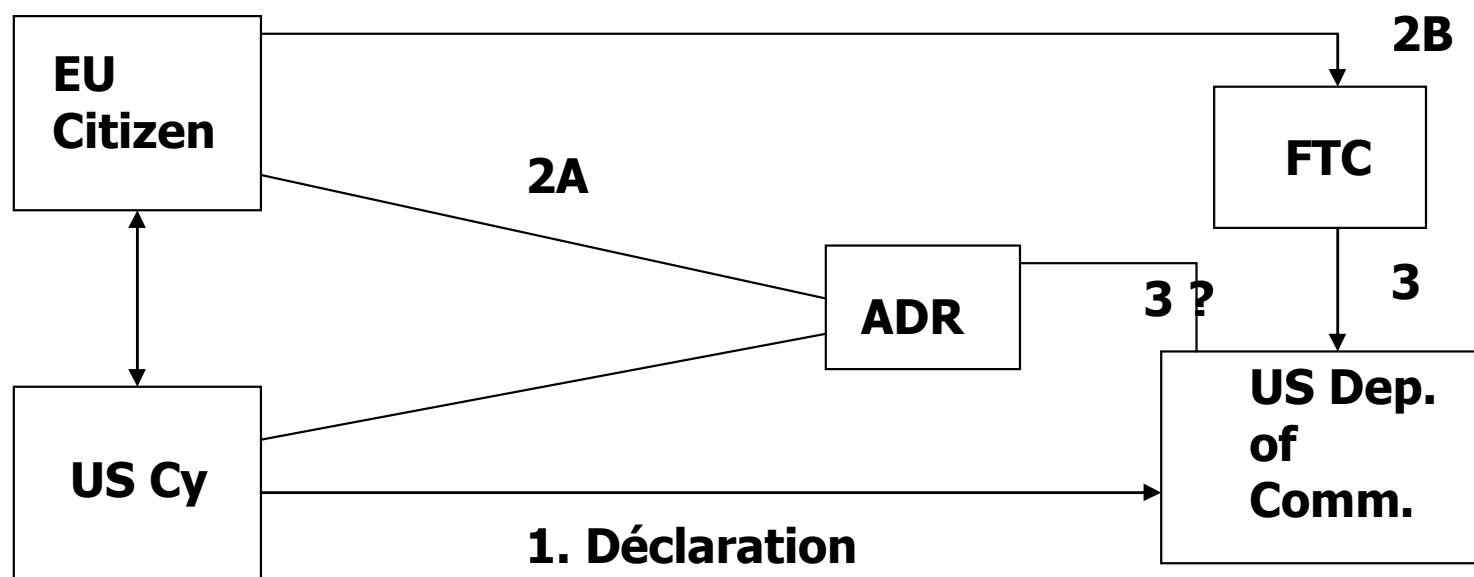 2B
EU
Citizen
FTC
2A
3
3 ?
ADR
US Dep.
of
Comm.
US Cy
1. Déclaration